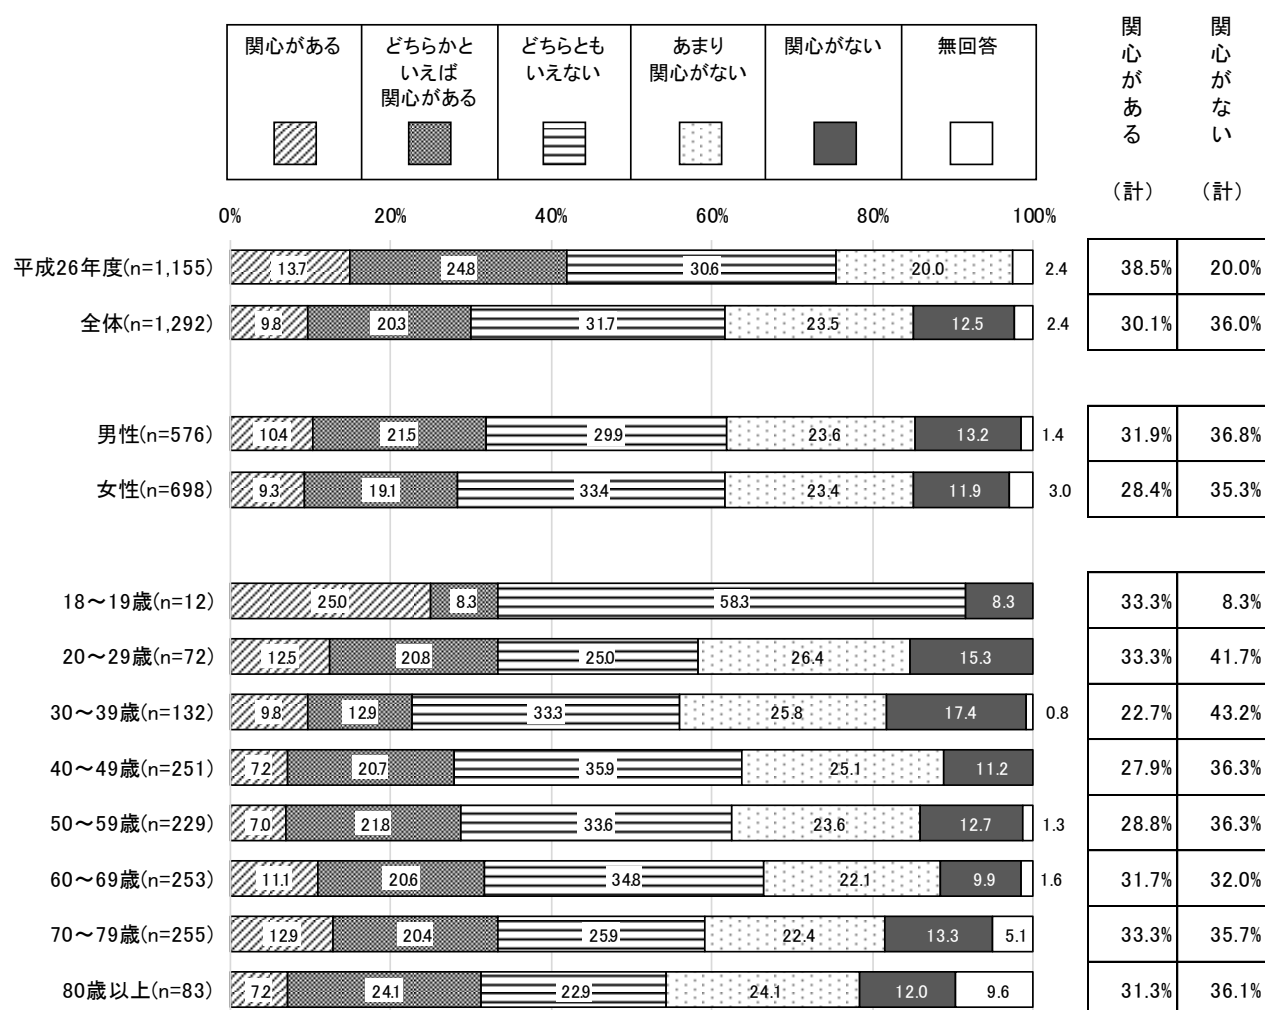 関心がある
どちらかと
いえば
関心がある
どちらとも
いえない
あまり
関心がない
関心がない
無回答
関心がある
(計)
関心がない
(計)
0% 20% 40% 60% 80% 100%
平成26年度(n=1,155) 13.7 24.8 30.6 20.0 2.4 38.5% 20.0%
全体(n=1,292) 9.8 20.3 31.7 23.5 12.5 2.4 30.1% 36.0%
男性(n=576) 10.4 21.5 29.9 23.6 13.2 1.4 31.9% 36.8%
女性(n=698) 9.3 19.1 33.4 23.4 11.9 3.0 28.4% 35.3%
18~19歳(n=12) 25.0 8.3 58.3 8.3 33.3% 8.3%
20~29歳(n=72) 12.5 20.8 25.0 26.4 15.3 33.3% 41.7%
30~39歳(n=132) 9.8 12.9 33.3 25.8 17.4 0.8 22.7% 43.2%
40~49歳(n=251) 7.2 20.7 35.9 25.1 11.2 27.9% 36.3%
50~59歳(n=229) 7.0 21.8 33.6 23.6 12.7 1.3 28.8% 36.3%
60~69歳(n=253) 11.1 20.6 34.8 22.1 9.9 1.6 31.7% 32.0%
70~79歳(n=255) 12.9 20.4 25.9 22.4 13.3 5.1 33.3% 35.7%
80歳以上(n=83) 7.2 24.1 22.9 24.1 12.0 9.6 31.3% 36.1%